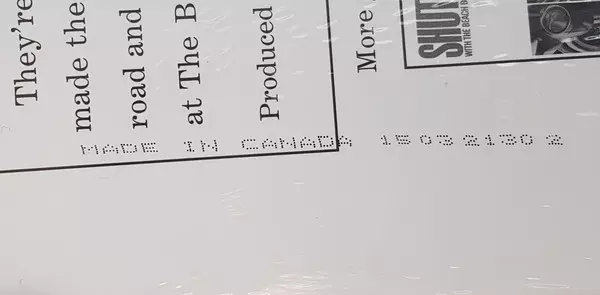 They're
made the
road and
at The B
Produced
More
SHUT
WITH THE BEACH B
MADE IN CANADA 15 03 2130 2